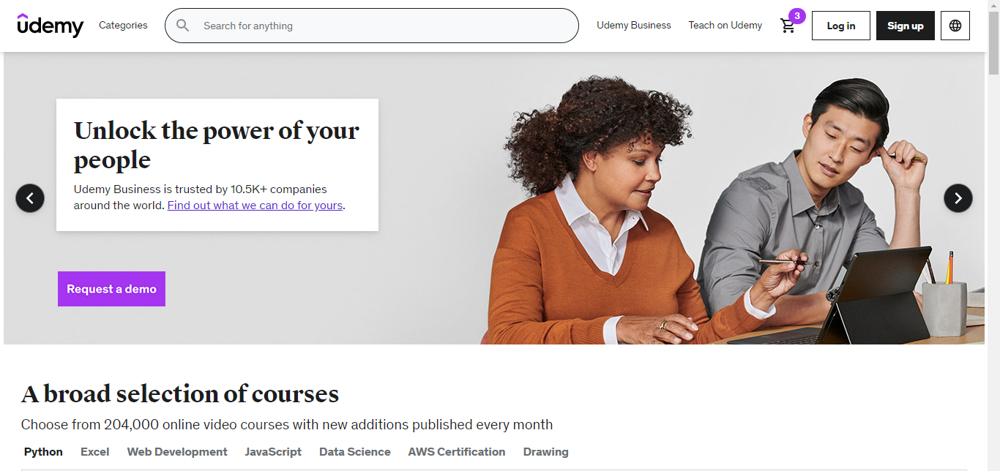 udemy
Categories
Search for anything
Udemy Business
Teach on Udemy
3
Log in
Sign up
Unlock the power of your
people
Udemy Business is trusted by 10.5K+ companies
around the world. Find out what we can do for yours.
Request a demo
A broad selection of courses
Choose from 204,000 online video courses with new additions published every month
Python Excel Web Development JavaScript Data Science AWS Certification Drawing